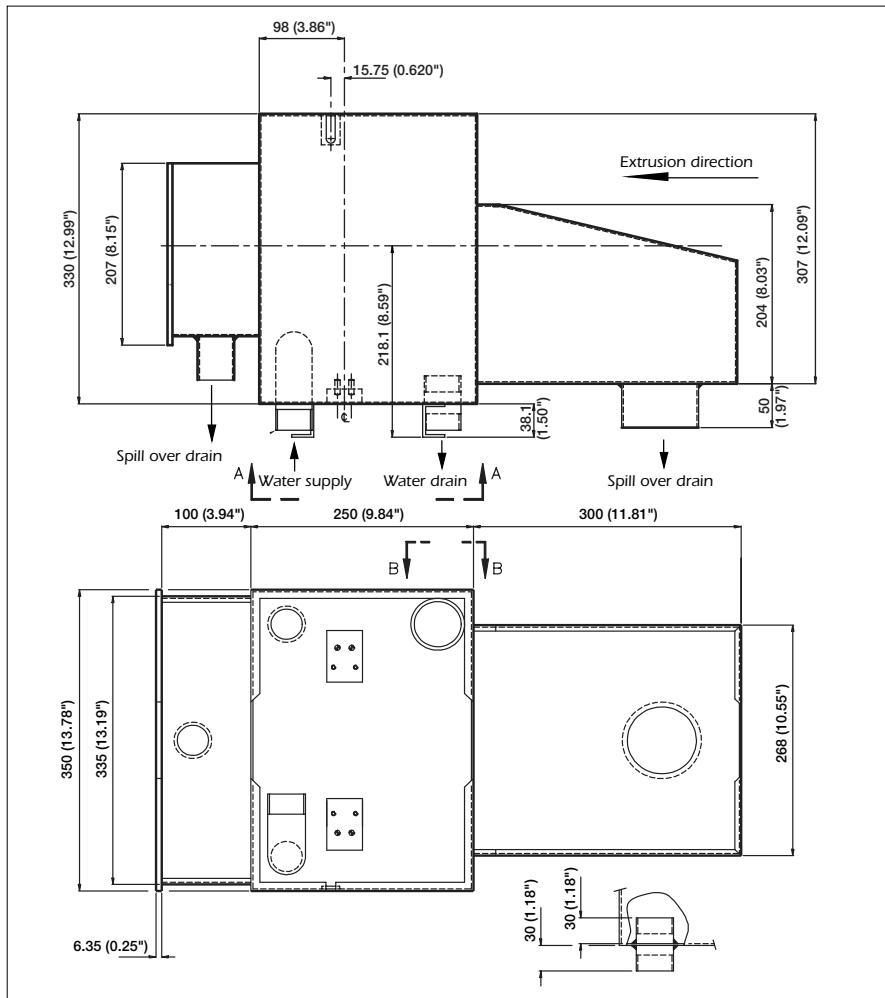 98 (3.86")
15.75 (0.620")
Extrusion direction
330 (12.99")
207 (8.15")
218.1 (8.59")
204 (8.03")
307 (12.09")
38.1
(1.50")
50
(1.97")
Spill over drain
A
Water supply
Water drain
A
Spill over drain
100 (3.94")
250 (9.84")
300 (11.81")
B
B
350 (13.78")
335 (13.19")
268 (10.55")
6.35 (0.25")
30 (1.18")
30 (1.18")